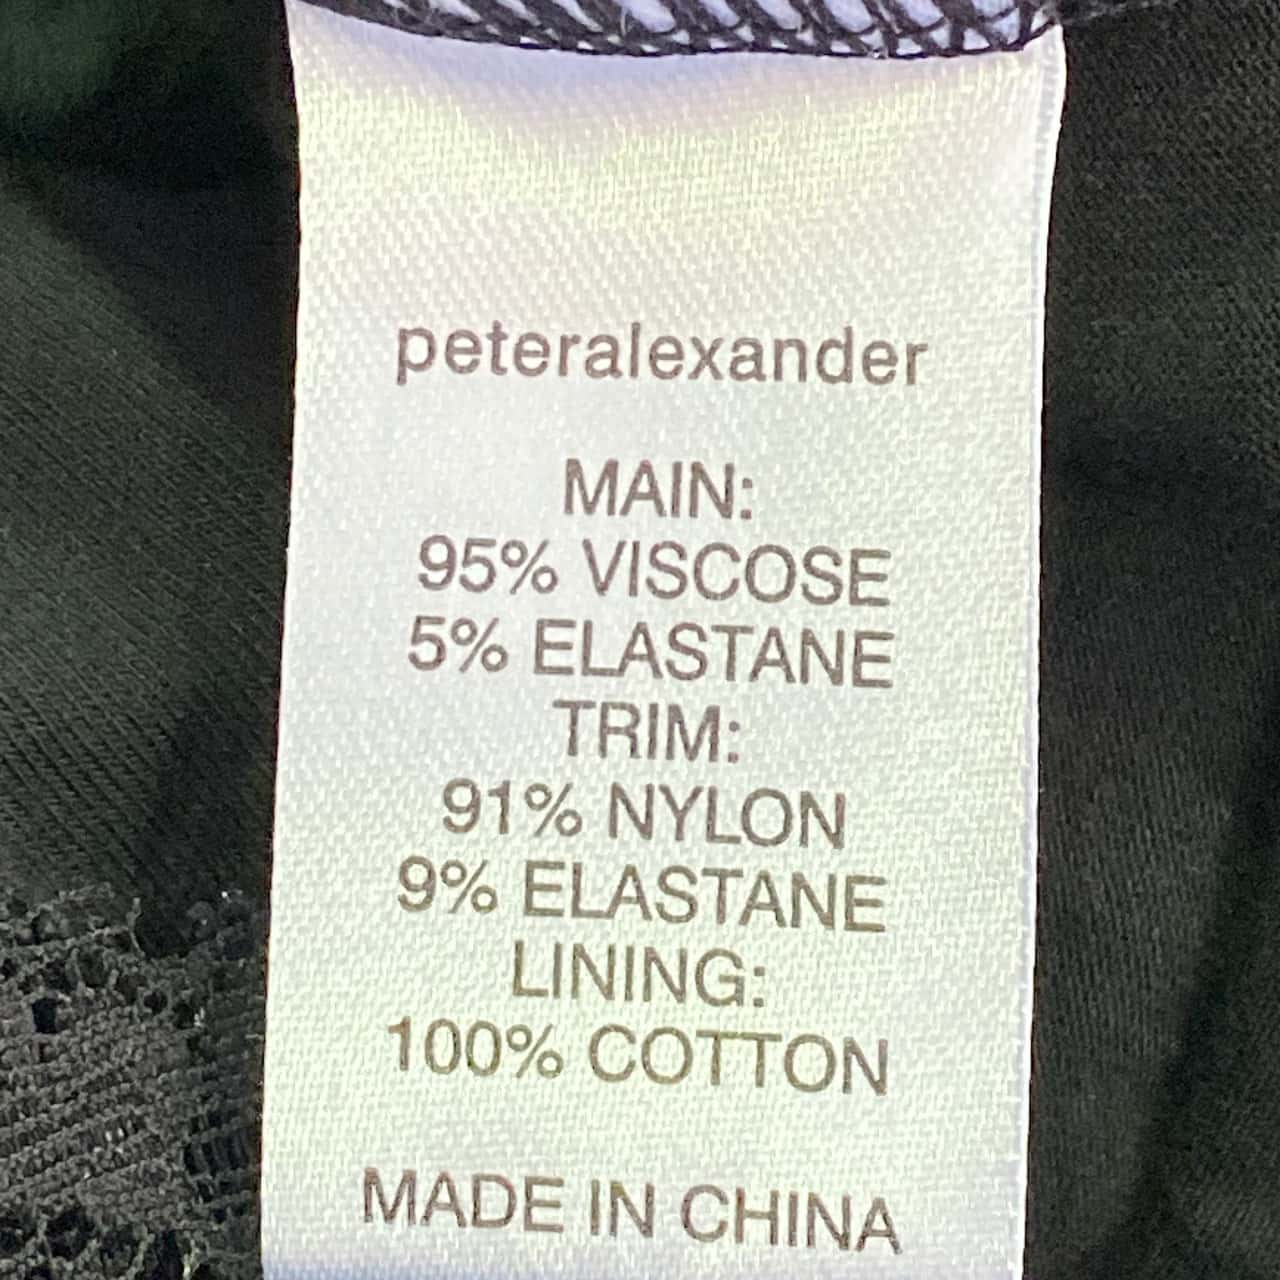 peteralexander
MAIN:
95% VISCOSE
5% ELASTANE
TRIM:
91% NYLON
9% ELASTANE
LINING:
100% COTTON
MADE IN CHINA